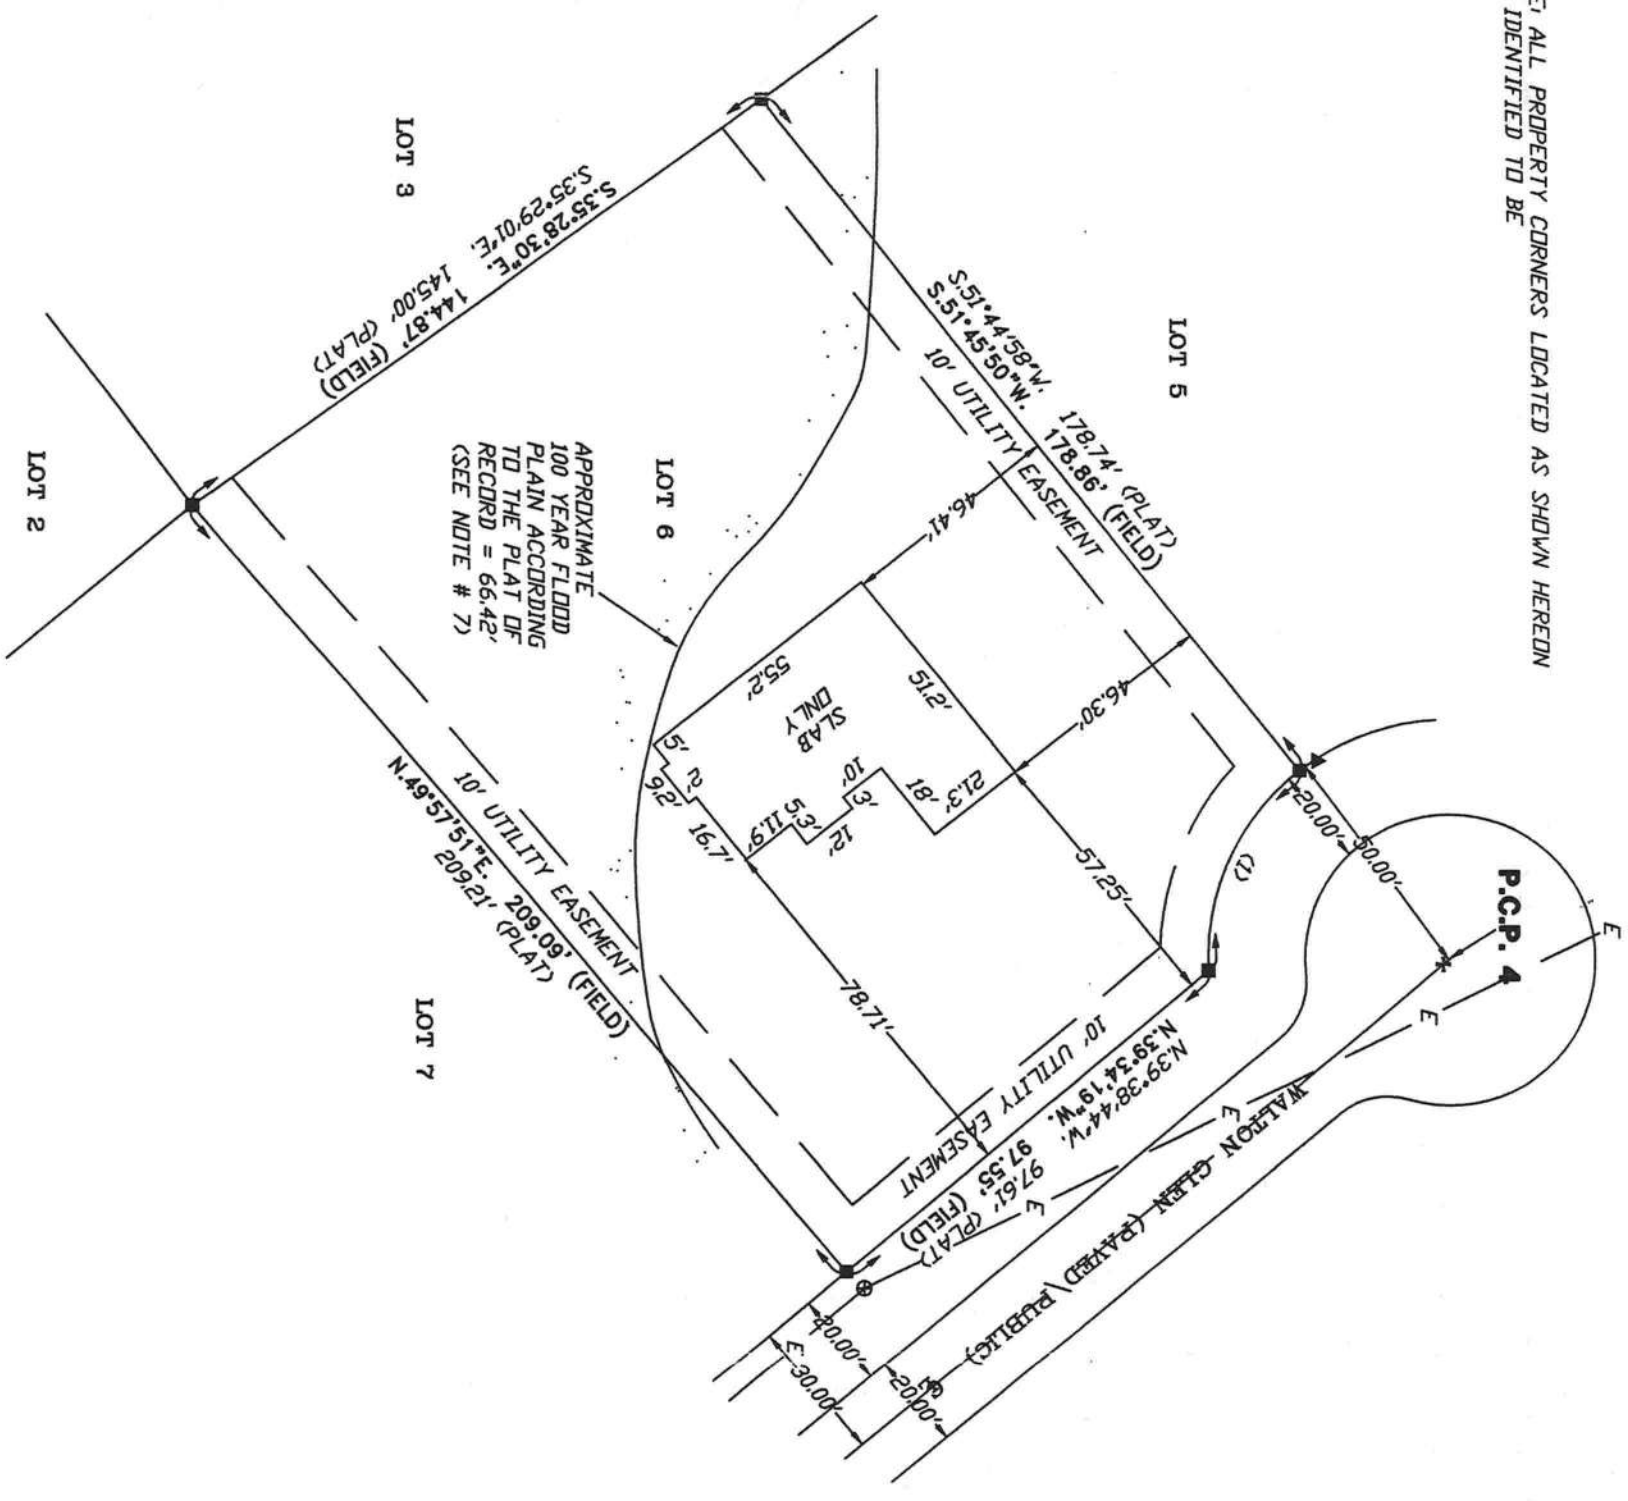 E: ALL PROPERTY CORNERS LOCATED AS SHOWN HEREON
IDENTIFIED TO BE
LOT 5
S.51°44'58"W. 178.74' (PLAT)
S.51°45'50"W. 178.86' (FIELD)
10' UTILITY EASEMENT
LOT 3
S.35°28'30"E. 144.87' (FIELD)
S.35°29'01"E. 145.00' (PLAT)
LOT 2
LOT 6
APPROXIMATE
100 YEAR FLOOD
PLAIN ACCORDING
TO THE PLAT OF
RECORD = 66.42'
(SEE NOTE # 7)
46.41'
46.30'
51.2'
55.2'
SLAB
ONLY
5'
2'
9.2'
16.7'
11.9'
5.3'
12'
3'
10'
18'
21.3'
57.25'
78.71'
20.00'
50.00'
(1)
P.C.P. 4
E
E
E
E
E
N.39°38'44"W. 97.61' (PLAT)
N.39°34'19"W. 97.55' (FIELD)
10' UTILITY EASEMENT
WALTON GLEN (PAVED/PUBLIC)
10' UTILITY EASEMENT
N.49°57'51"E. 209.09' (FIELD)
209.21' (PLAT)
LOT 7
20.00'
30.00'
20.00'